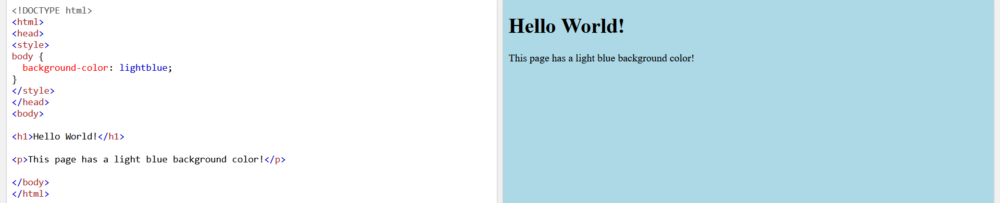 <!DOCTYPE html>
<html>
<head>
<style>
body {
  background-color: lightblue;
}
</style>
</head>
<body>

<h1>Hello World!</h1>

<p>This page has a light blue background color!</p>

</body>
</html>
Hello World!
This page has a light blue background color!